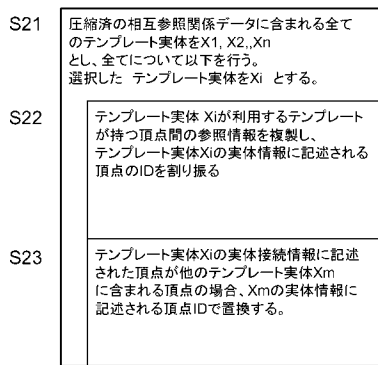 S21
圧縮済の相互参照関係データに含まれる全て
のテンプレート実体をX1, X2,,Xn
とし、全てについて以下を行う。
選択した テンプレート実体をXi とする。
S22
テンプレート実体 Xiが利用するテンプレート
が持つ頂点間の参照情報を複製し、
テンプレート実体Xiの実体情報に記述される
頂点のIDを割り振る
S23
テンプレート実体Xiの実体接続情報に記述
された頂点が他のテンプレート実体Xm
に含まれる頂点の場合、Xmの実体情報に
記述される頂点IDで置換する。